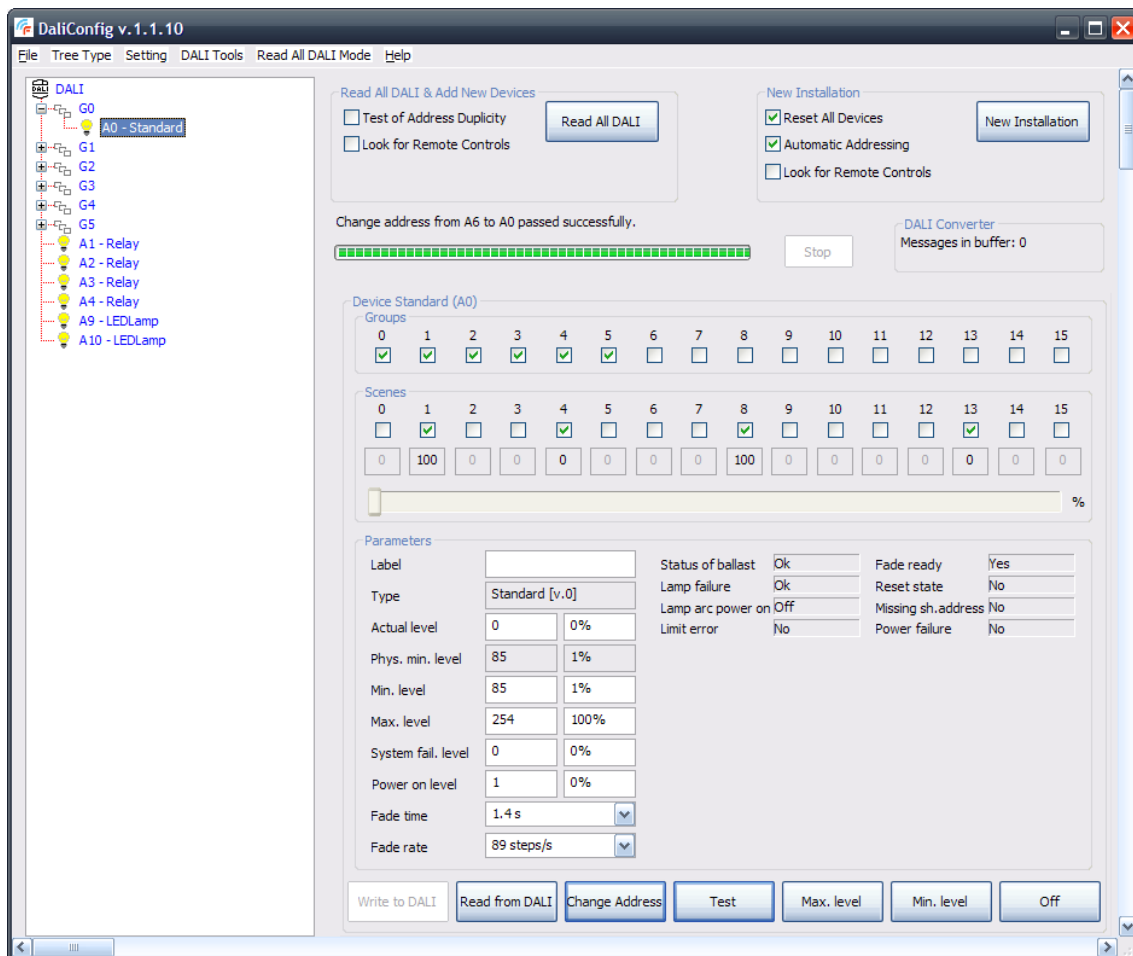 DaliConfig v.1.1.10
File Tree Type Setting DALI Tools Read All DALI Mode Help
DALI
G0
A0 - Standard
G1
G2
G3
G4
G5
A1 - Relay
A2 - Relay
A3 - Relay
A4 - Relay
A9 - LEDLamp
A10 - LEDLamp
Read All DALI & Add New Devices
Test of Address Duplicity
Look for Remote Controls
Read All DALI
New Installation
Reset All Devices
Automatic Addressing
Look for Remote Controls
New Installation
Change address from A6 to A0 passed successfully.
Stop
DALI Converter
Messages in buffer: 0
Device Standard (A0)
Groups
0 1 2 3 4 5 6 7 8 9 10 11 12 13 14 15
Scenes
0 1 2 3 4 5 6 7 8 9 10 11 12 13 14 15
0 100 0 0 0 0 0 0 100 0 0 0 0 0 0 0
%
Parameters
Label
Type Standard [v.0]
Actual level 0 0%
Phys. min. level 85 1%
Min. level 85 1%
Max. level 254 100%
System fail. level 0 0%
Power on level 1 0%
Fade time 1.4 s
Fade rate 89 steps/s
Status of ballast Ok
Lamp failure Ok
Lamp arc power on Off
Limit error No
Fade ready Yes
Reset state No
Missing sh.address No
Power failure No
Write to DALI Read from DALI Change Address Test Max. level Min. level Off